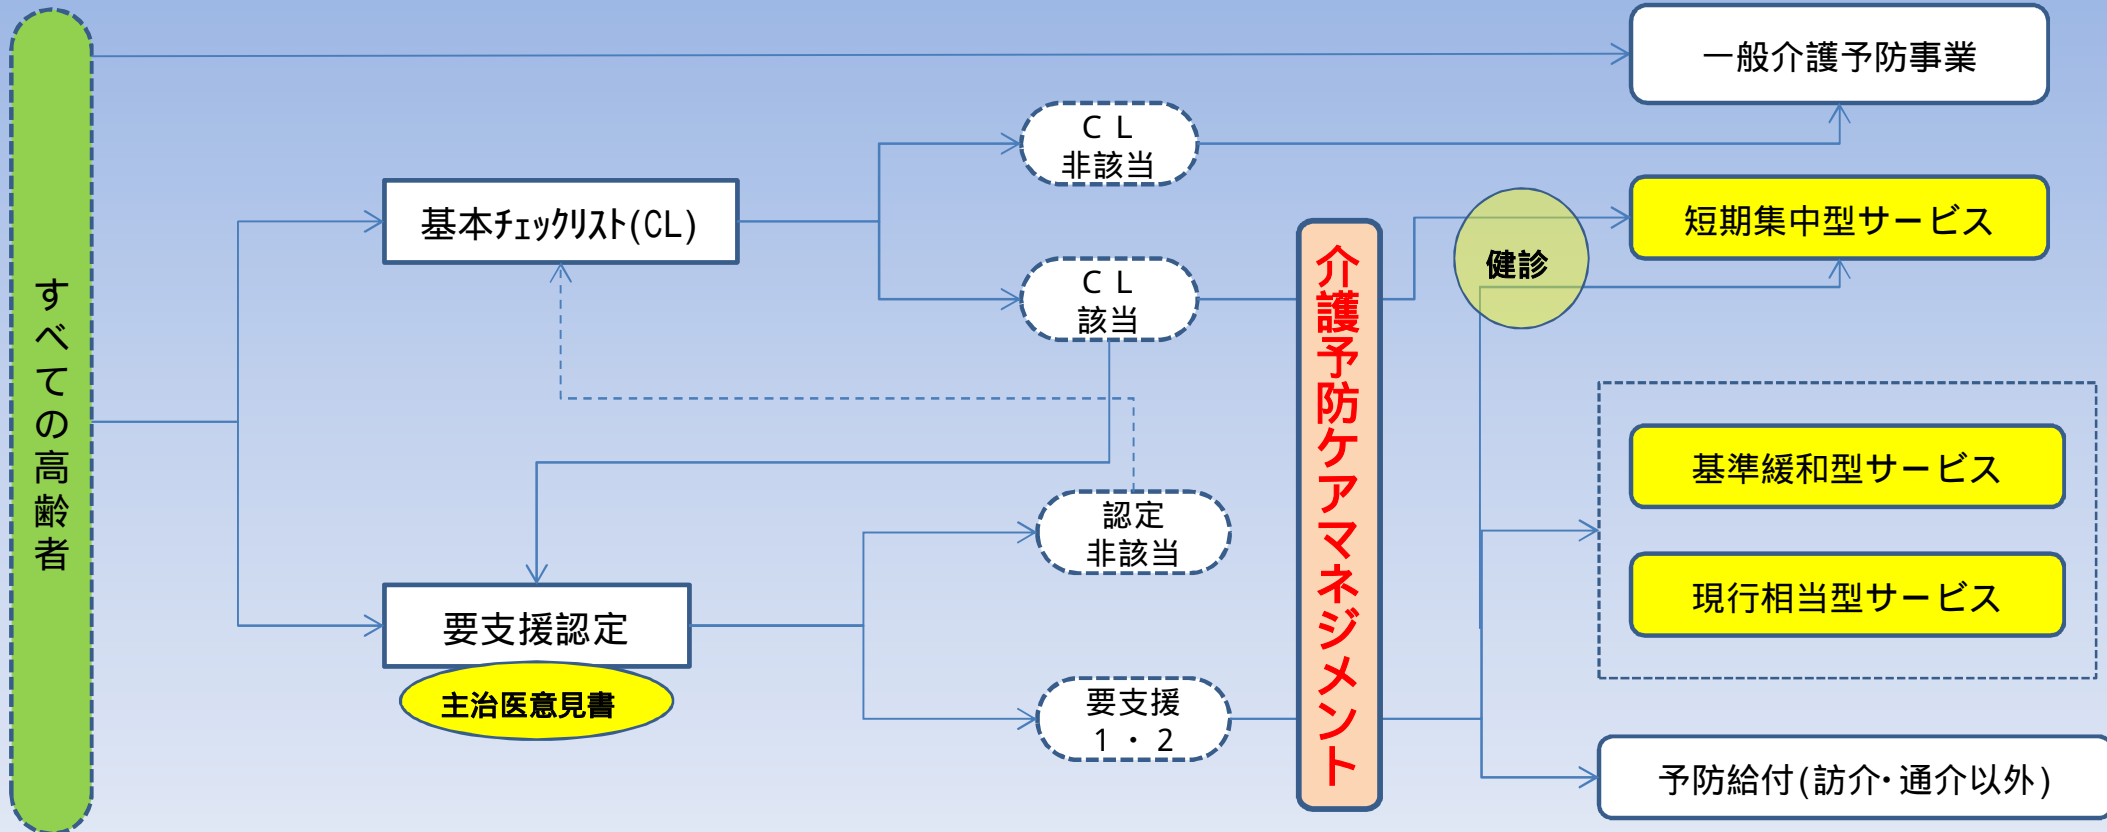 すべての高齢者
一般介護予防事業
ＣＬ
非該当
基本ﾁｪｯｸﾘｽﾄ(CL)
短期集中型サービス
健診
ＣＬ
該当
介護予防ケアマネジメント
基準緩和型サービス
認定
非該当
現行相当型サービス
要支援認定
主治医意見書
要支援
1・2
予防給付(訪介･通介以外)